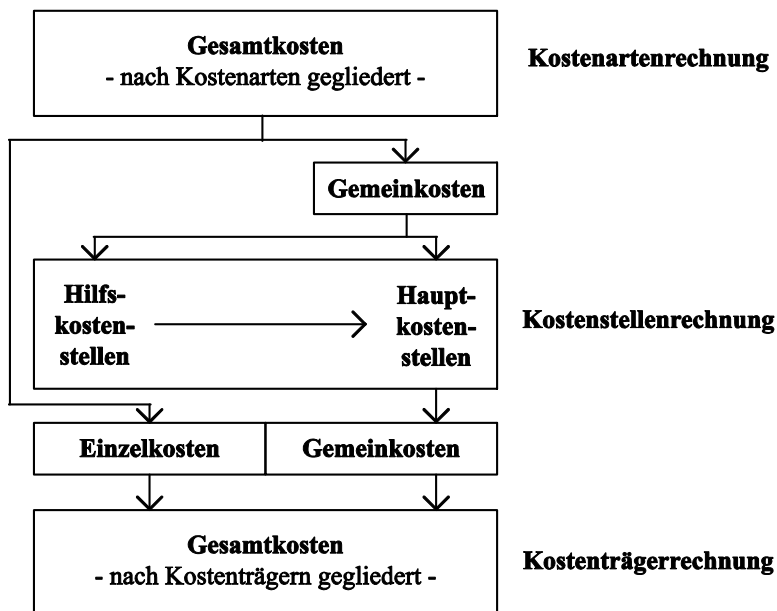 Gesamtkosten
- nach Kostenarten gegliedert -
Kostenartenrechnung
Gemeinkosten
Hilfs-
kosten-
stellen
Haupt-
kosten-
stellen
Kostenstellenrechnung
Einzelkosten
Gemeinkosten
Gesamtkosten
- nach Kostenträgern gegliedert -
Kostenträgerrechnung